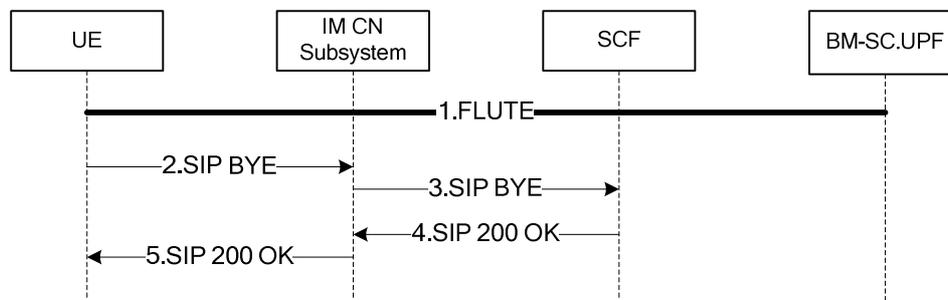 UE
IM CN
Subsystem
SCF
BM-SC.UPF
1.FLUTE
2.SIP BYE
3.SIP BYE
4.SIP 200 OK
5.SIP 200 OK